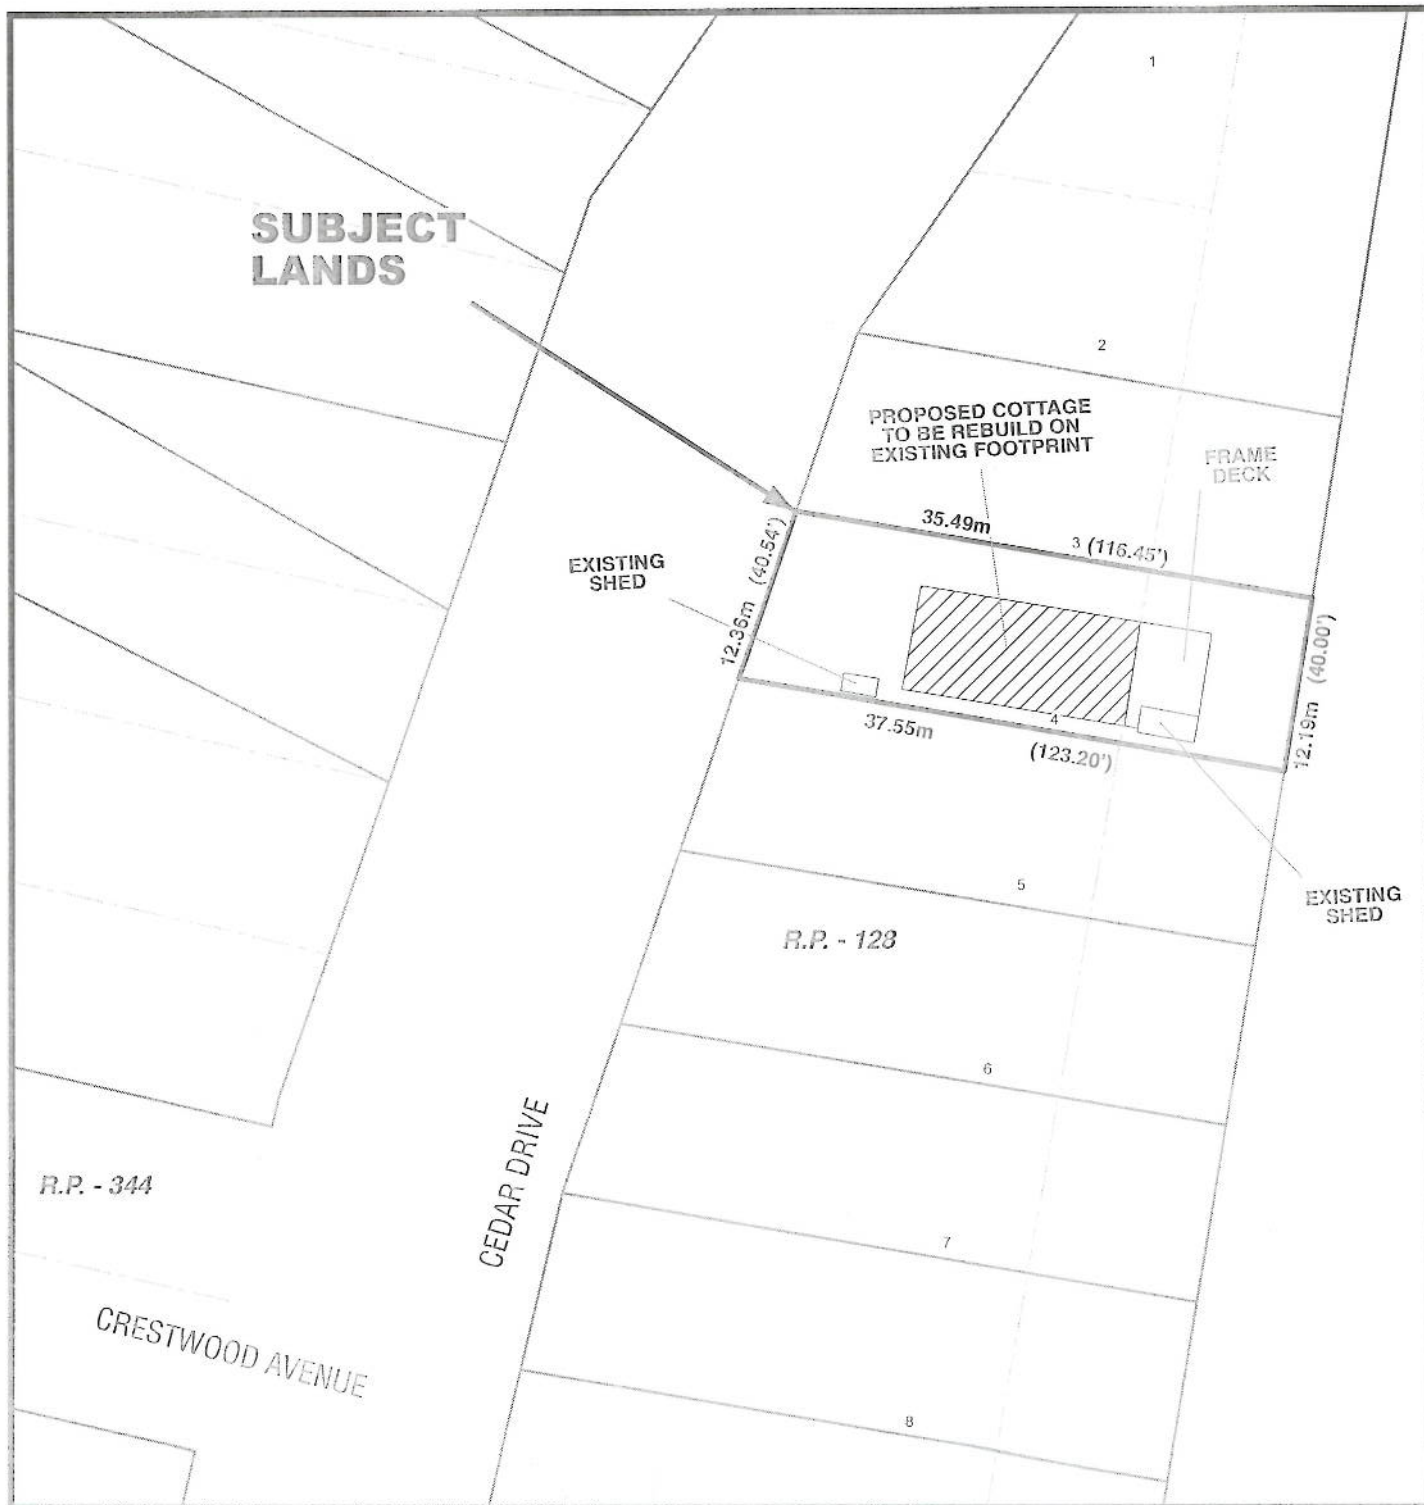 1
SUBJECT
LANDS
2
PROPOSED COTTAGE
TO BE REBUILD ON
EXISTING FOOTPRINT
FRAME
DECK
35.49m
3 (116.45')
EXISTING
SHED
12.36m (40.54')
12.19m (40.00')
37.55m
4
(123.20')
5
EXISTING
SHED
R.P. - 128
6
CEDAR DRIVE
R.P. - 344
7
CRESTWOOD AVENUE
8